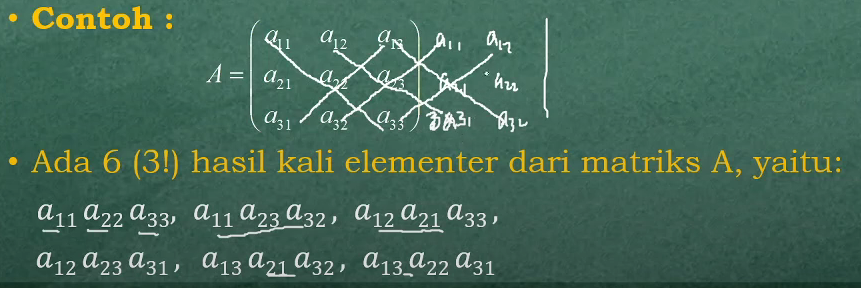 • Contoh :
a₁₁ a₁₂ a₁₃ a₁₁ a₁₂
A = a₂₁ a₂₂ a₂₃ a₂₁ a₂₂
a₃₁ a₃₂ a₃₃ a₃₁ a₃₂
• Ada 6 (3!) hasil kali elementer dari matriks A, yaitu:
a₁₁ a₂₂ a₃₃, a₁₁ a₂₃ a₃₂, a₁₂ a₂₁ a₃₃,
a₁₂ a₂₃ a₃₁, a₁₃ a₂₁ a₃₂, a₁₃ a₂₂ a₃₁